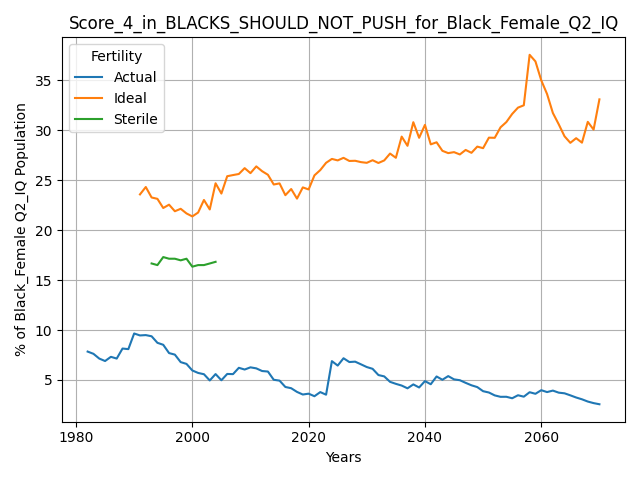 Score_4_in_BLACKS_SHOULD_NOT_PUSH_for_Black_Female_Q2_IQ
Fertility
Actual
Ideal
Sterile
% of Black_Female Q2_IQ Population
35
30
25
20
15
10
5
1980 2000 2020 2040 2060
Years